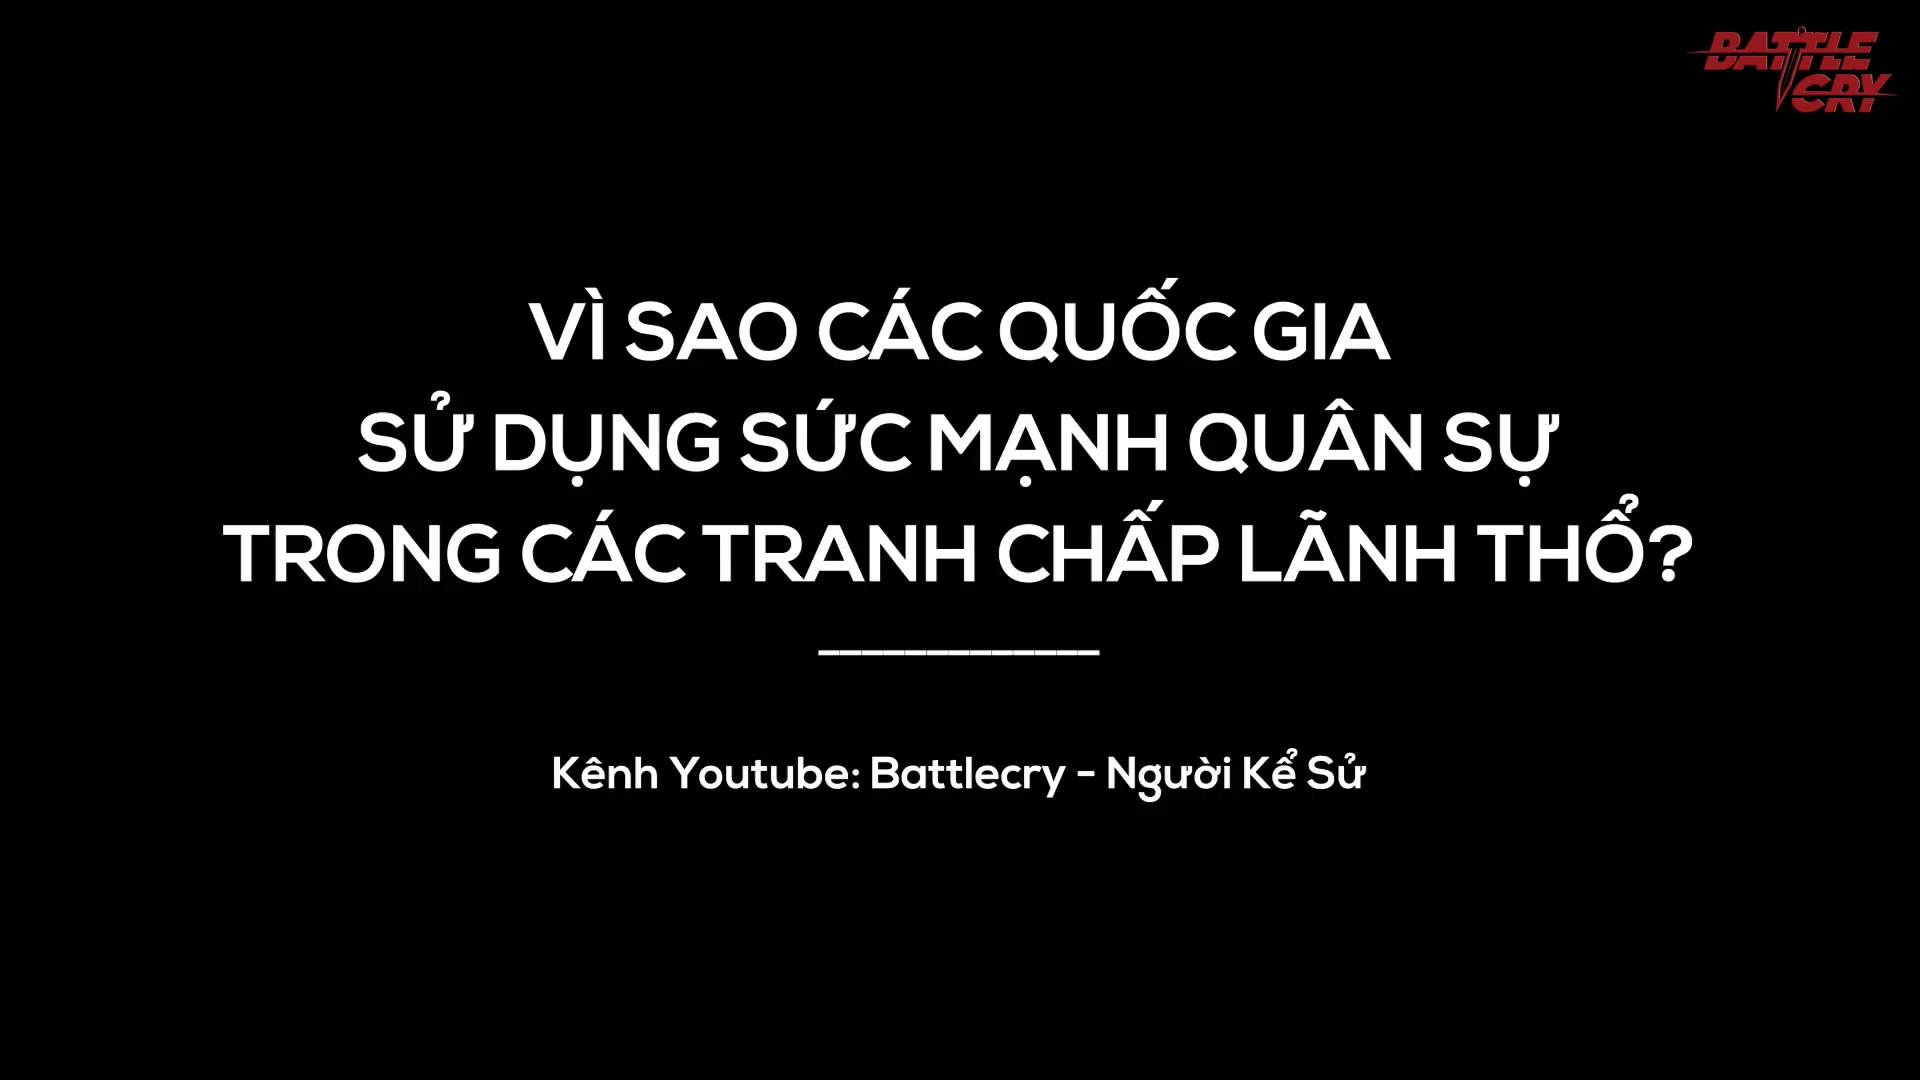 BATTLE
CRY
VÌ SAO CÁC QUỐC GIA
SỬ DỤNG SỨC MẠNH QUÂN SỰ
TRONG CÁC TRANH CHẤP LÃNH THỔ?
Kênh Youtube: Battlecry - Người Kể Sử